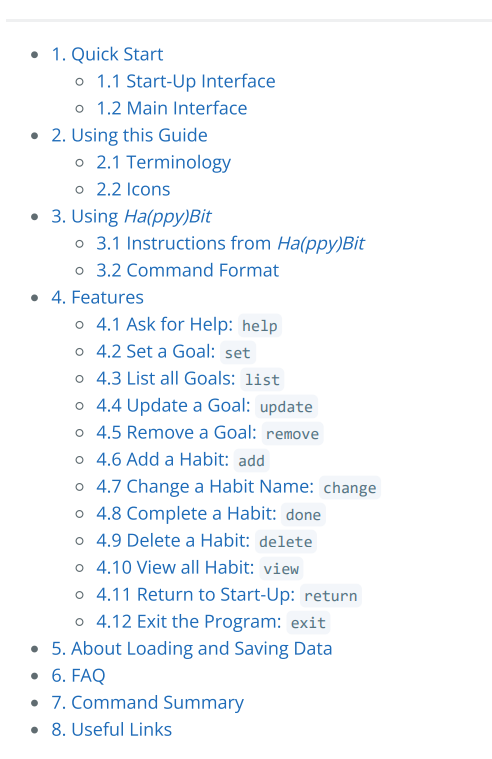 1. Quick Start
1.1 Start-Up Interface
1.2 Main Interface
2. Using this Guide
2.1 Terminology
2.2 Icons
3. Using Ha(ppy)Bit
3.1 Instructions from Ha(ppy)Bit
3.2 Command Format
4. Features
4.1 Ask for Help: help
4.2 Set a Goal: set
4.3 List all Goals: list
4.4 Update a Goal: update
4.5 Remove a Goal: remove
4.6 Add a Habit: add
4.7 Change a Habit Name: change
4.8 Complete a Habit: done
4.9 Delete a Habit: delete
4.10 View all Habit: view
4.11 Return to Start-Up: return
4.12 Exit the Program: exit
5. About Loading and Saving Data
6. FAQ
7. Command Summary
8. Useful Links